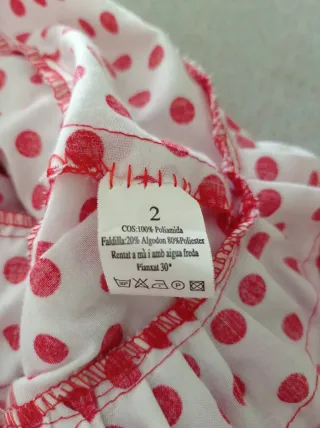 2
COS:100% Poliamida
Faldilla:20% Algodon 80%Poliester
Rentat a mà i amb aigua freda
Planxat 30°